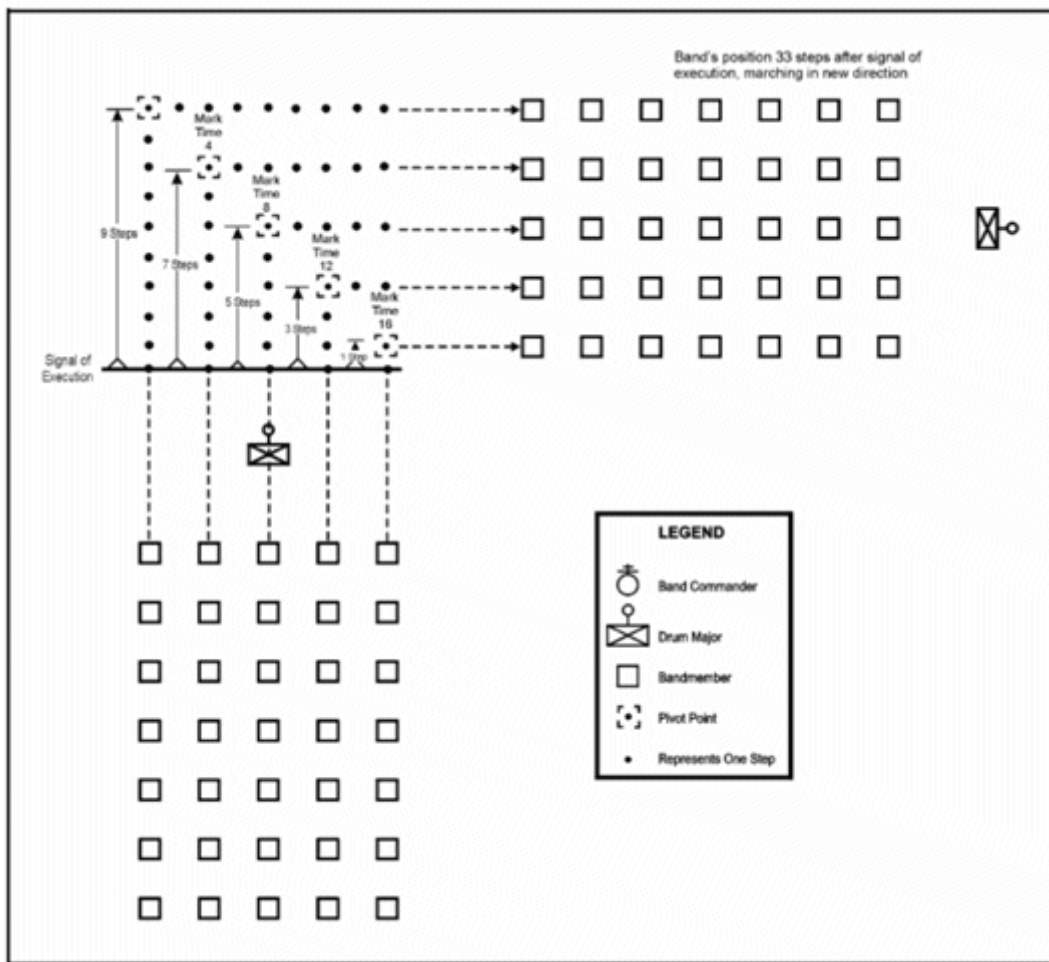 Band's position 33 steps after signal of
execution, marching in new direction
Mark
Time
4
Mark
Time
8
9 Steps
7 Steps
Mark
Time
12
5 Steps
Mark
Time
16
3 Steps
1 Step
Signal of
Execution
LEGEND
Band Commander
Drum Major
Bandmember
Pivot Point
Represents One Step